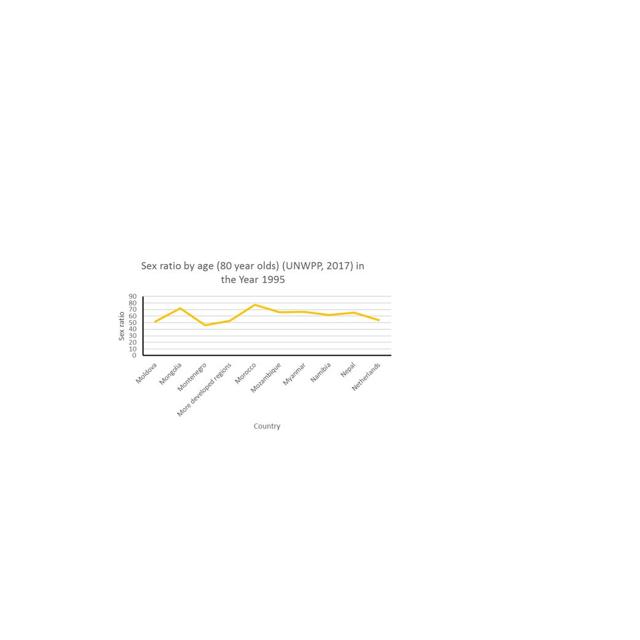 Sex ratio by age (80 year olds) (UNWPP, 2017) in
the Year 1995
90
80
70
60
50
40
30
20
10
0
Sex ratio
Moldova
Mongolia
Montenegro
More developed regions
Morocco
Mozambique
Myanmar
Namibia
Nepal
Netherlands
Country